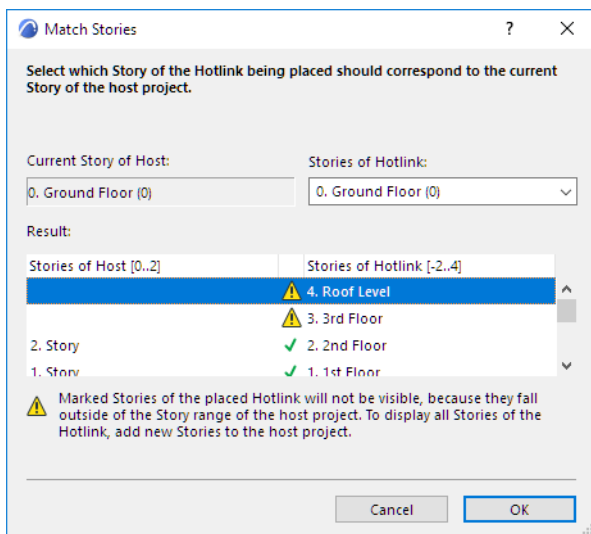 Match Stories
Select which Story of the Hotlink being placed should correspond to the current
Story of the host project.
Current Story of Host:
Stories of Hotlink:
0. Ground Floor (0)
0. Ground Floor (0)
Result:
Stories of Host [0..2]
Stories of Hotlink [-2..4]
4. Roof Level
3. 3rd Floor
2. Story
2. 2nd Floor
1. Story
1. 1st Floor
Marked Stories of the placed Hotlink will not be visible, because they fall
outside of the Story range of the host project. To display all Stories of the
Hotlink, add new Stories to the host project.
Cancel
OK